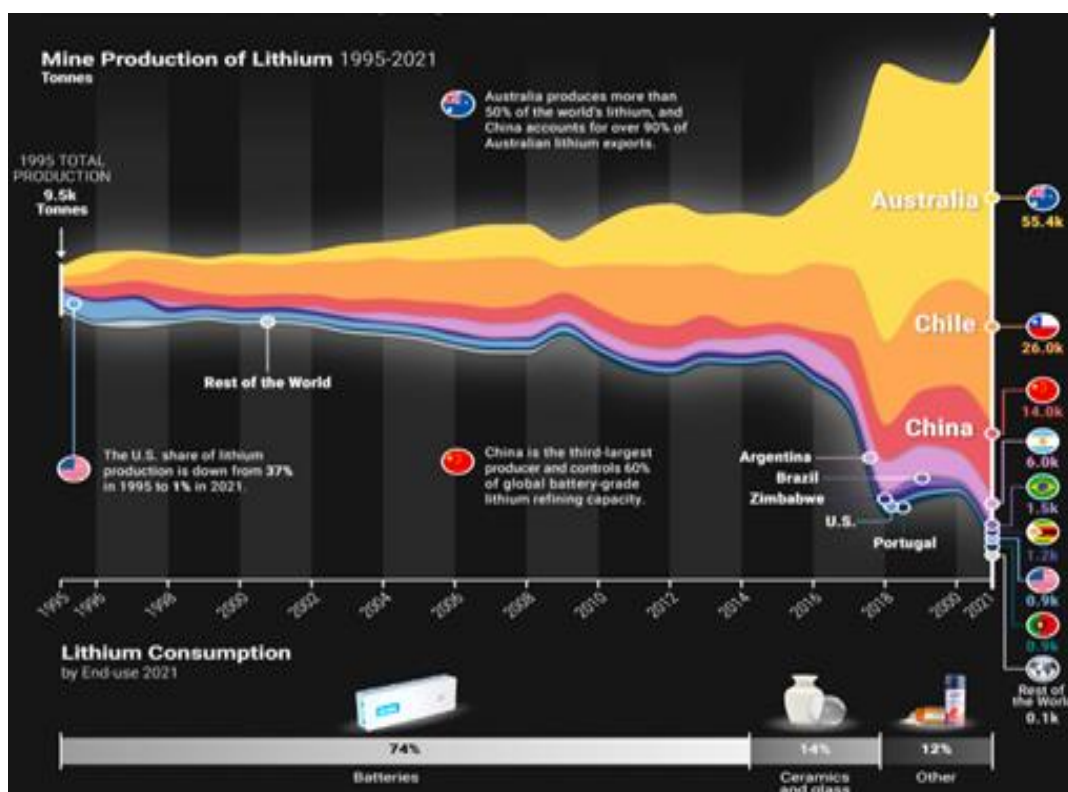 Mine Production of Lithium 1995-2021
Tonnes
Australia produces more than
50% of the world's lithium, and
China accounts for over 90% of
Australian lithium exports.
1995 TOTAL
PRODUCTION
9.5k
Tonnes
Australia
55.4k
Chile
26.0k
Rest of the World
China
14.0k
The U.S. share of lithium
production is down from 37%
in 1995 to 1% in 2021.
China is the third-largest
producer and controls 60%
of global battery-grade
lithium refining capacity.
Argentina
Brazil
Zimbabwe
U.S.
Portugal
6.0k
1.5k
1.2k
0.9k
0.9k
Rest of
the World
0.1k
1995 1996 1998 2000 2002 2004 2006 2008 2010 2012 2014 2016 2018 2000 2021
Lithium Consumption
by End-use 2021
74% 14% 12%
Batteries
Ceramics
and glass
Other